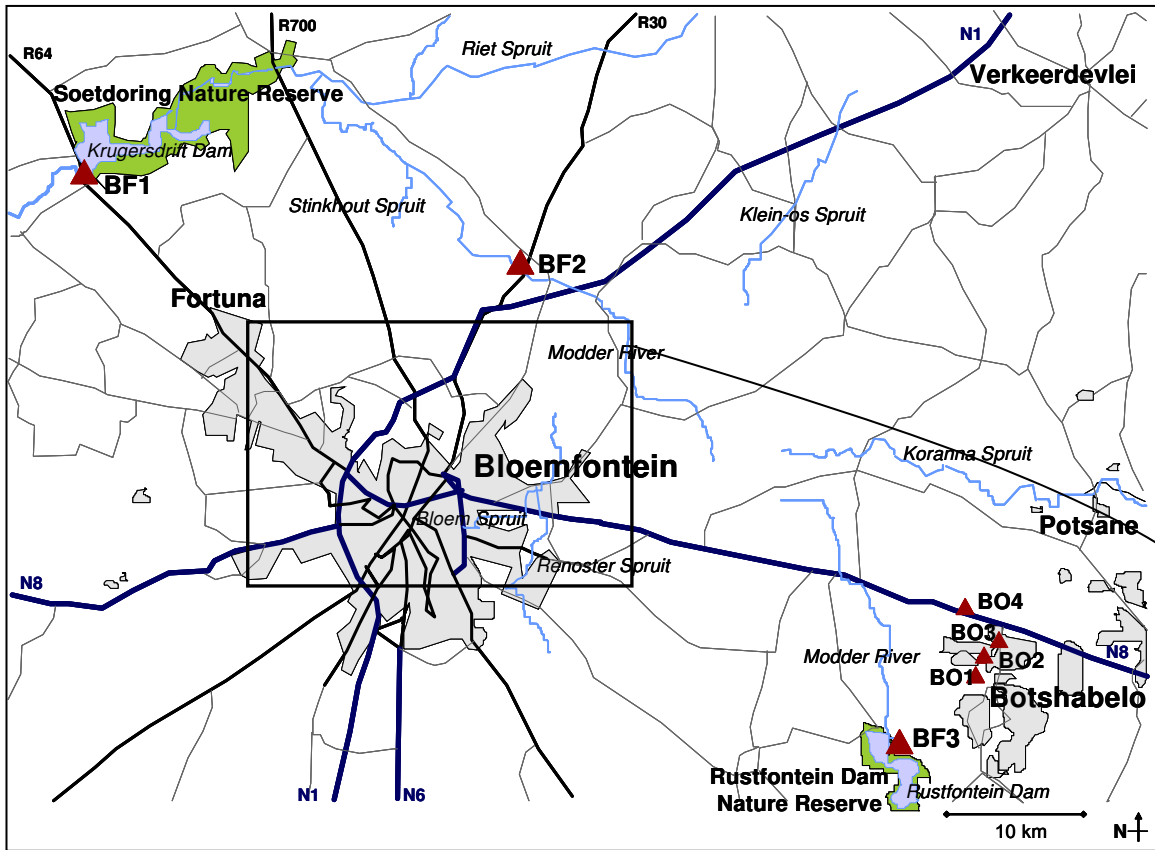 R700
R30
N1
R64
Riet Spruit
Verkeerdevlei
Soetdoring Nature Reserve
Krugersdrift Dam
BF1
Stinkhout Spruit
Klein-os Spruit
BF2
Fortuna
Modder River
Koranna Spruit
Bloemfontein
Bloem Spruit
Potsane
Renoster Spruit
N8
BO4
BO3
Modder River
BO2
N8
BO1
Botshabelo
BF3
Rustfontein Dam
Nature Reserve
Rustfontein Dam
N1
N6
10 km
N